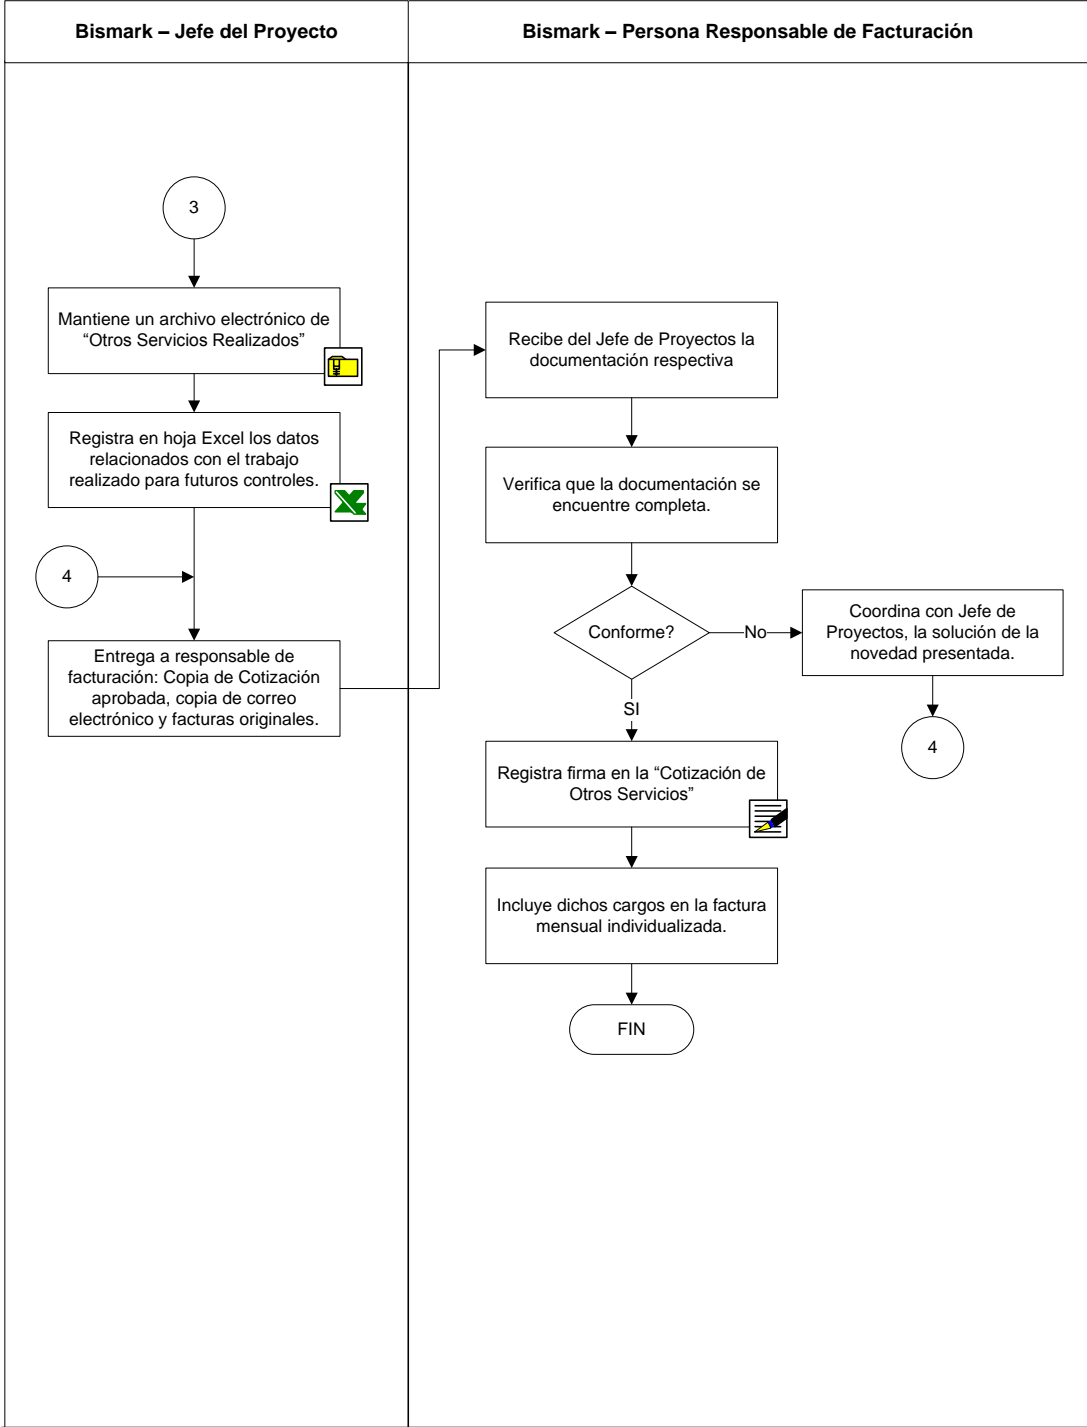 Bismark – Jefe del Proyecto
Bismark – Persona Responsable de Facturación
3
Mantiene un archivo electrónico de
“Otros Servicios Realizados”
Registra en hoja Excel los datos
relacionados con el trabajo
realizado para futuros controles.
4
Entrega a responsable de
facturación: Copia de Cotización
aprobada, copia de correo
electrónico y facturas originales.
Recibe del Jefe de Proyectos la
documentación respectiva
Verifica que la documentación se
encuentre completa.
Conforme?
No
Coordina con Jefe de
Proyectos, la solución de la
novedad presentada.
4
SI
Registra firma en la “Cotización de
Otros Servicios”
Incluye dichos cargos en la factura
mensual individualizada.
FIN